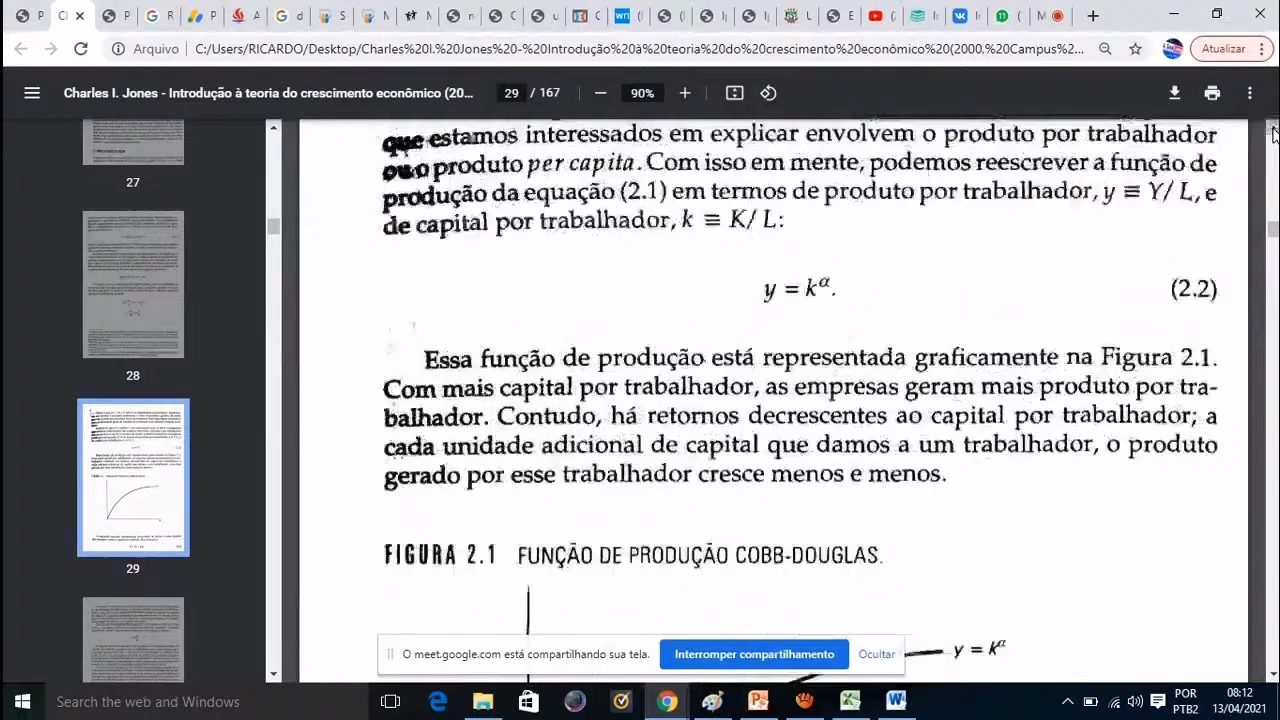 Arquivo
C:/Users/RICARDO/Desktop/Charles%20I.%20Jones%20-%20Introdução%20à%20teoria%20do%20crescimento%20econômico%20(2000,%20Campus%2...
Atualizar
Charles I. Jones - Introdução à teoria do crescimento econômico (20...
29 / 167
90%
27
28
29
que estamos interessados em explica envolvem o produto por trabalhador
produto per capita. Com isso em mente, podemos reescrever a função de
produção da equação (2.1) em termos de produto por trabalhador, y ≡ Y/ L, e
de capital por trabalhador, k ≡ K/ L:
y = k^α. (2.2)
Essa função de produção está representada graficamente na Figura 2.1.
Com mais capital por trabalhador, as empresas geram mais produto por tra-
balhador. Contudo, há retornos decrescentes ao capital por trabalhador; a
cada unidade adicional de capital que damos a um trabalhador, o produto
gerado por esse trabalhador cresce menos e menos.
FIGURA 2.1 FUNÇÃO DE PRODUÇÃO COBB-DOUGLAS.
y = k^α
O meet.google.com está compartilhando sua tela.
Interromper compartilhamento
Ocultar
Search the web and Windows
POR
PTB2
08:12
13/04/2021